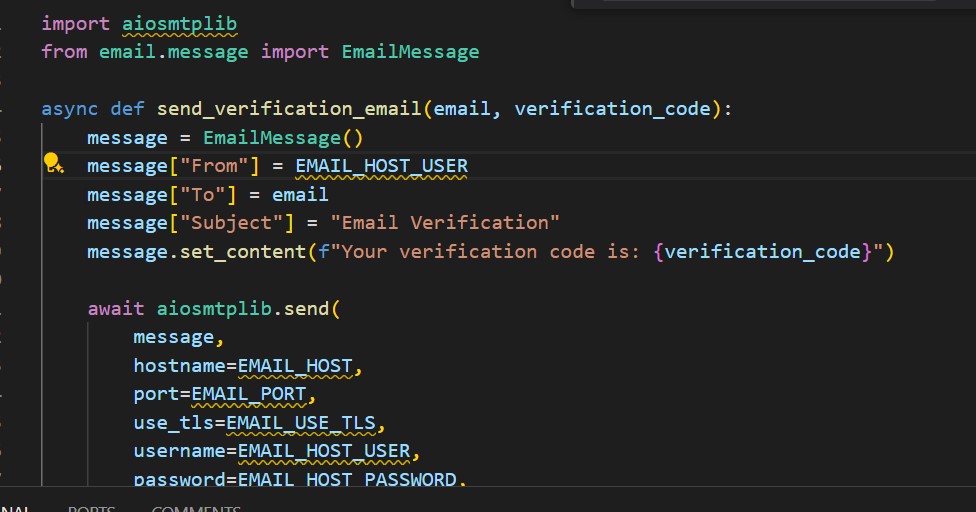 import aiosmtplib
from email.message import EmailMessage
async def send_verification_email(email, verification_code):
message = EmailMessage()
message["From"] = EMAIL_HOST_USER
message["To"] = email
message["Subject"] = "Email Verification"
message.set_content(f"Your verification code is: {verification_code}")
await aiosmtplib.send(
message,
hostname=EMAIL_HOST,
port=EMAIL_PORT,
use_tls=EMAIL_USE_TLS,
username=EMAIL_HOST_USER,
password=EMAIL_HOST_PASSWORD,
PORTS COMMENTS